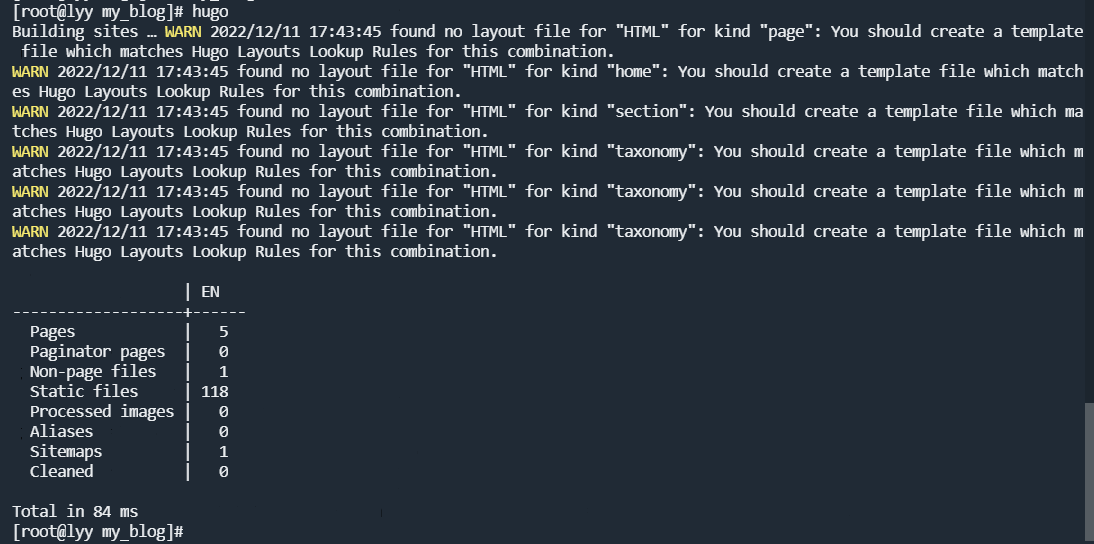 [root@lyy my_blog]# hugo
Building sites … WARN 2022/12/11 17:43:45 found no layout file for "HTML" for kind "page": You should create a template
 file which matches Hugo Layouts Lookup Rules for this combination.
WARN 2022/12/11 17:43:45 found no layout file for "HTML" for kind "home": You should create a template file which match
es Hugo Layouts Lookup Rules for this combination.
WARN 2022/12/11 17:43:45 found no layout file for "HTML" for kind "section": You should create a template file which ma
tches Hugo Layouts Lookup Rules for this combination.
WARN 2022/12/11 17:43:45 found no layout file for "HTML" for kind "taxonomy": You should create a template file which m
atches Hugo Layouts Lookup Rules for this combination.
WARN 2022/12/11 17:43:45 found no layout file for "HTML" for kind "taxonomy": You should create a template file which m
atches Hugo Layouts Lookup Rules for this combination.
WARN 2022/12/11 17:43:45 found no layout file for "HTML" for kind "taxonomy": You should create a template file which m
atches Hugo Layouts Lookup Rules for this combination.
                   | EN
-------------------+------
  Pages            |   5
  Paginator pages  |   0
  Non-page files   |   1
  Static files     | 118
  Processed images |   0
  Aliases          |   0
  Sitemaps         |   1
  Cleaned          |   0
Total in 84 ms
[root@lyy my_blog]#